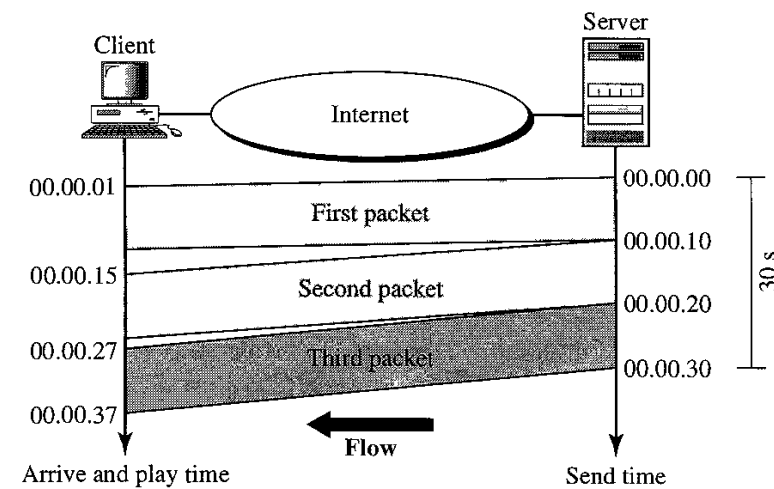 Server
Client
Internet
00.00.01
00.00.00
First packet
00.00.10
00.00.15
Second packet
30 s
00.00.20
00.00.27
Third packet
00.00.30
00.00.37
Flow
Arrive and play time
Send time